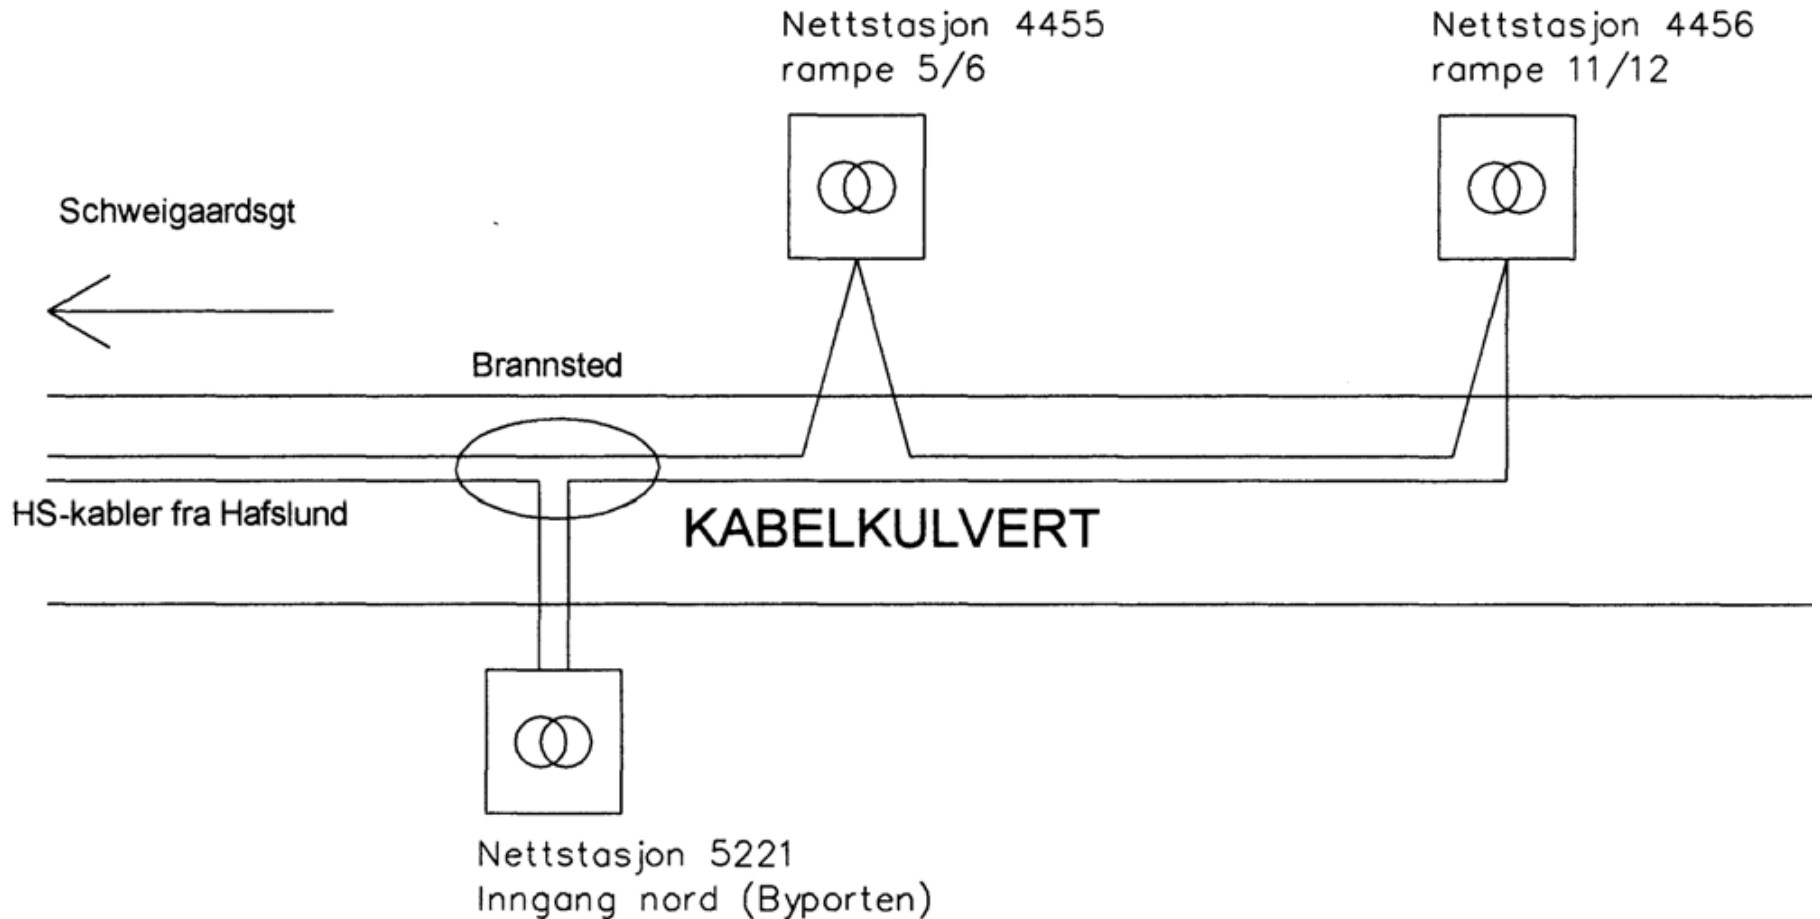 Nettstasjon 4455
rampe 5/6
Nettstasjon 4456
rampe 11/12
Schweigaardsgt
Brannsted
HS-kabler fra Hafslund
KABELKULVERT
Nettstasjon 5221
Inngang nord (Byporten)